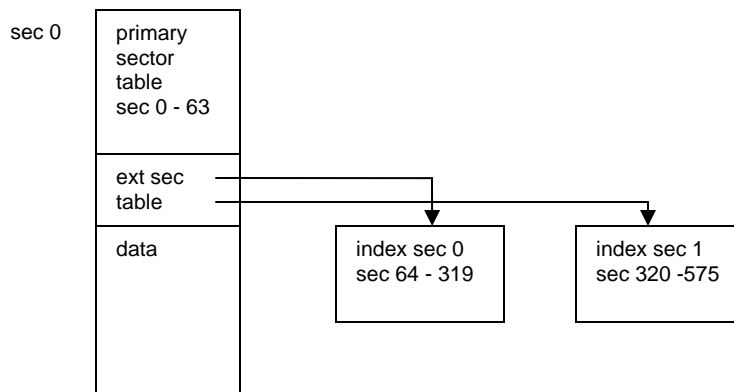 sec 0
primary
sector
table
sec 0 - 63
ext sec
table
data
index sec 0
sec 64 - 319
index sec 1
sec 320 -575